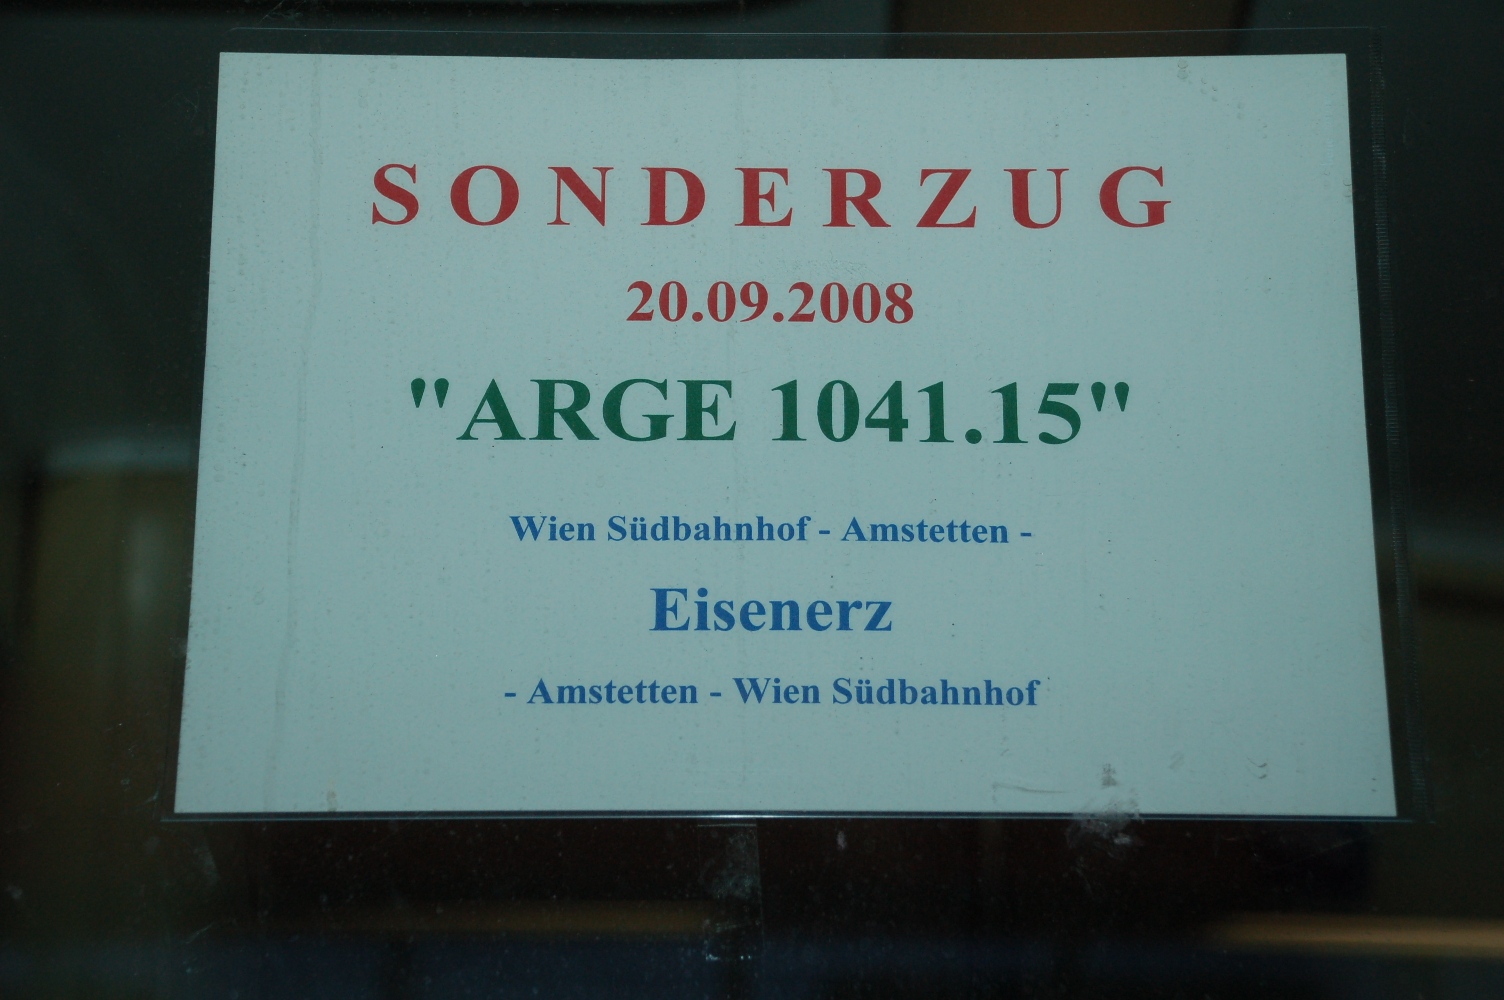 SONDERZUG
20.09.2008
"ARGE 1041.15"
Wien Südbahnhof - Amstetten -
Eisenerz
- Amstetten - Wien Südbahnhof